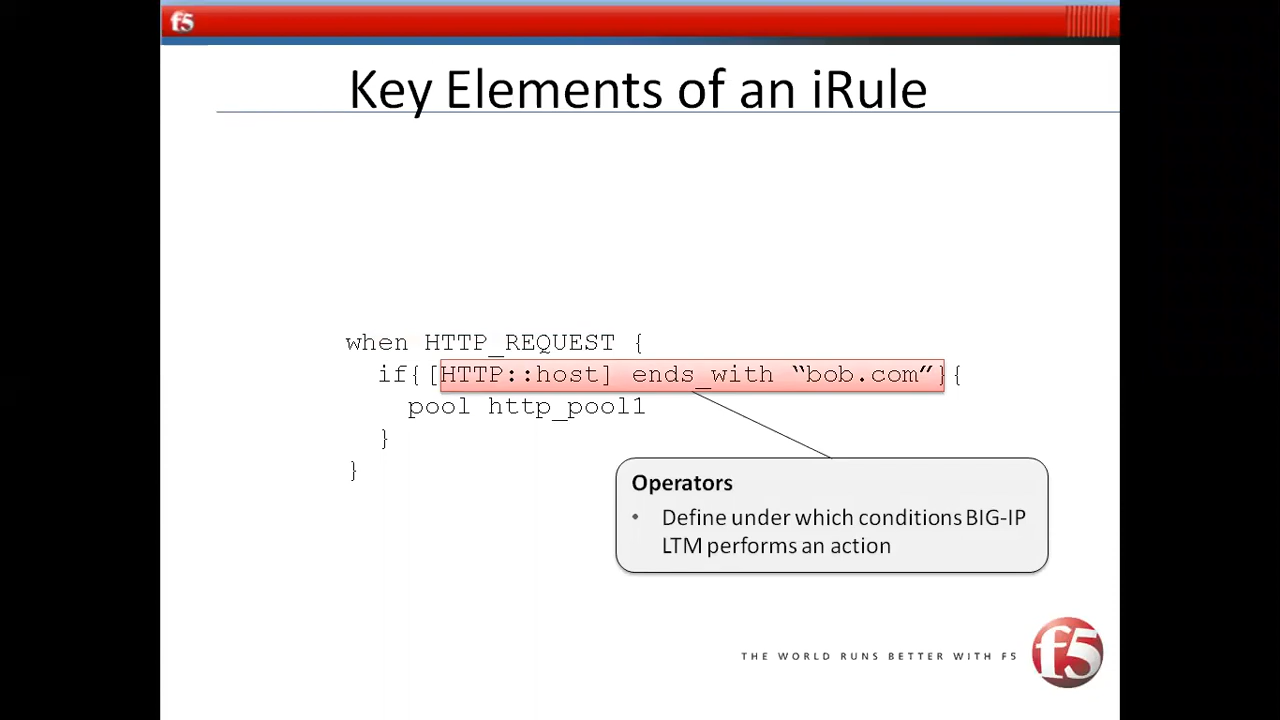 f5
Key Elements of an iRule
when HTTP_REQUEST {
if{[HTTP::host] ends_with “bob.com”}{
pool http_pool1
}
}
Operators
• Define under which conditions BIG-IP
LTM performs an action
THE WORLD RUNS BETTER WITH F5
f5